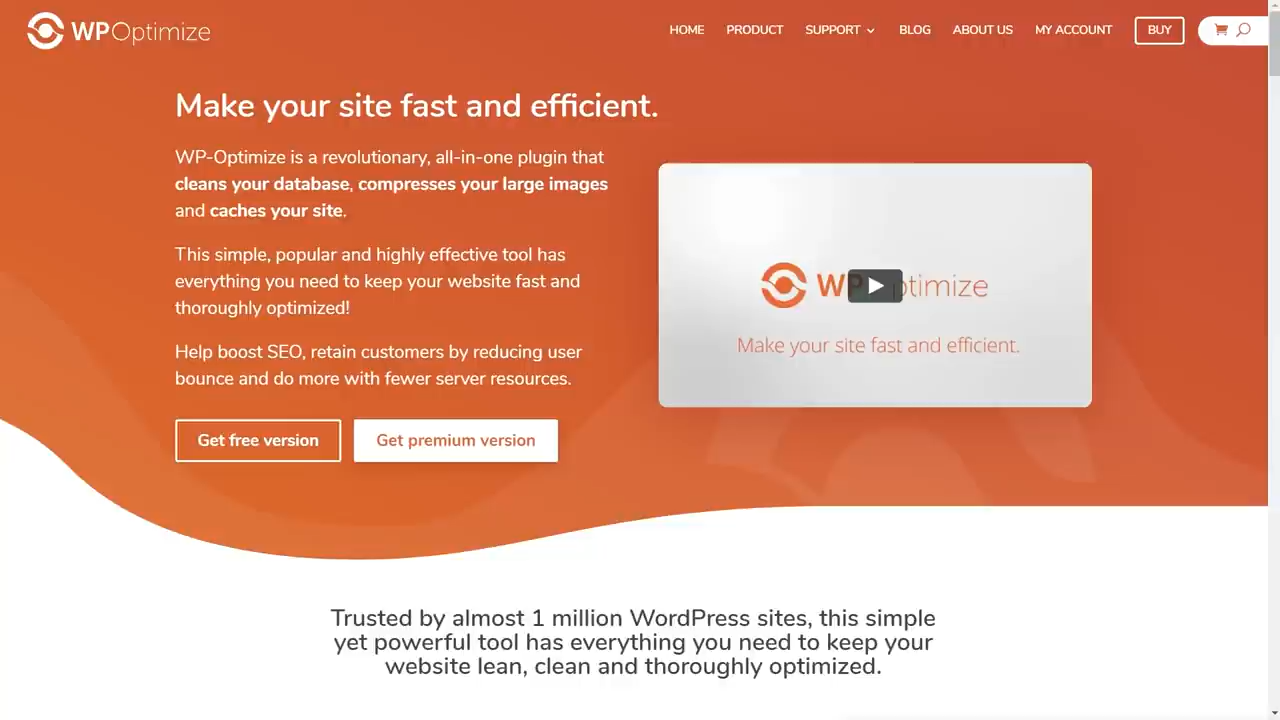 WPOptimize
HOME PRODUCT SUPPORT BLOG ABOUT US MY ACCOUNT BUY
Make your site fast and efficient.
WP-Optimize is a revolutionary, all-in-one plugin that
cleans your database, compresses your large images
and caches your site.
This simple, popular and highly effective tool has
everything you need to keep your website fast and
thoroughly optimized!
Help boost SEO, retain customers by reducing user
bounce and do more with fewer server resources.
Get free version Get premium version
WP ptimize
Make your site fast and efficient.
Trusted by almost 1 million WordPress sites, this simple
yet powerful tool has everything you need to keep your
website lean, clean and thoroughly optimized.